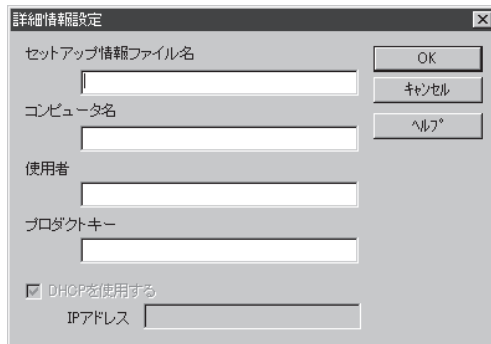 詳細情報設定
セットアップ情報ファイル名
OK
キャンセル
コンピュータ名
ヘルプ
使用者
プロダクトキー
DHCPを使用する
IPアドレス